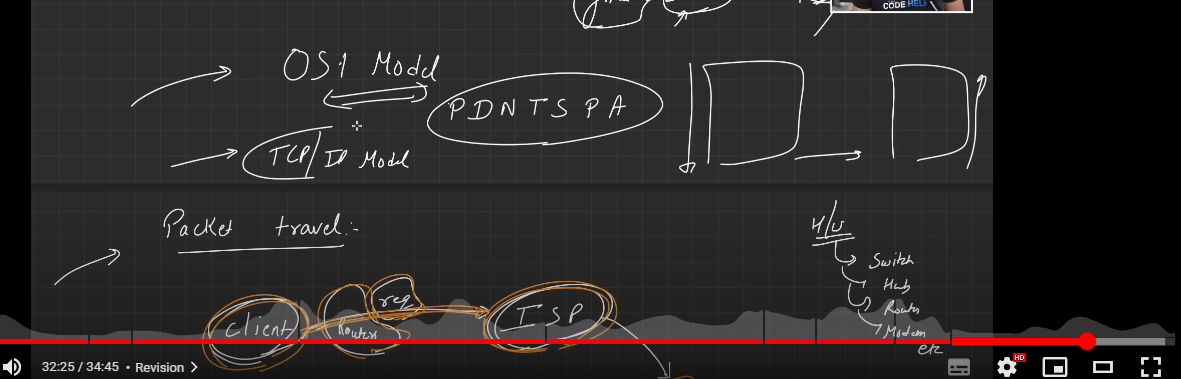 CODE HELP
OSI Model
PDNTSPA
TCP/IP Model
Packet travel:-
H/W
Switch
Hub
Router
Modem
etc
client
Router
req
ISP
32:25 / 34:45 • Revision >
HD